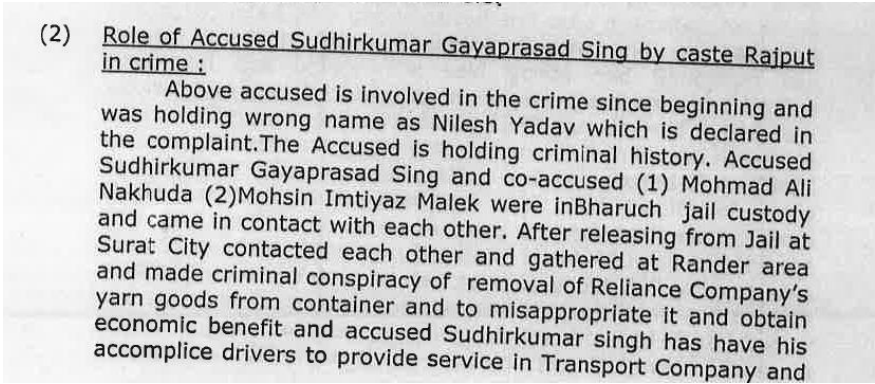 (2) Role of Accused Sudhirkumar Gayaprasad Sing by caste Rajput
in crime :
Above accused is involved in the crime since beginning and
was holding wrong name as Nilesh Yadav which is declared in
the complaint.The Accused is holding criminal history. Accused
Sudhirkumar Gayaprasad Sing and co-accused (1) Mohmad Ali
Nakhuda (2)Mohsin Imtiyaz Malek were inBharuch jail custody
and came in contact with each other. After releasing from Jail at
Surat City contacted each other and gathered at Rander area
and made criminal conspiracy of removal of Reliance Company's
yarn goods from container and to misappropriate it and obtain
economic benefit and accused Sudhirkumar singh has have his
accomplice drivers to provide service in Transport Company and